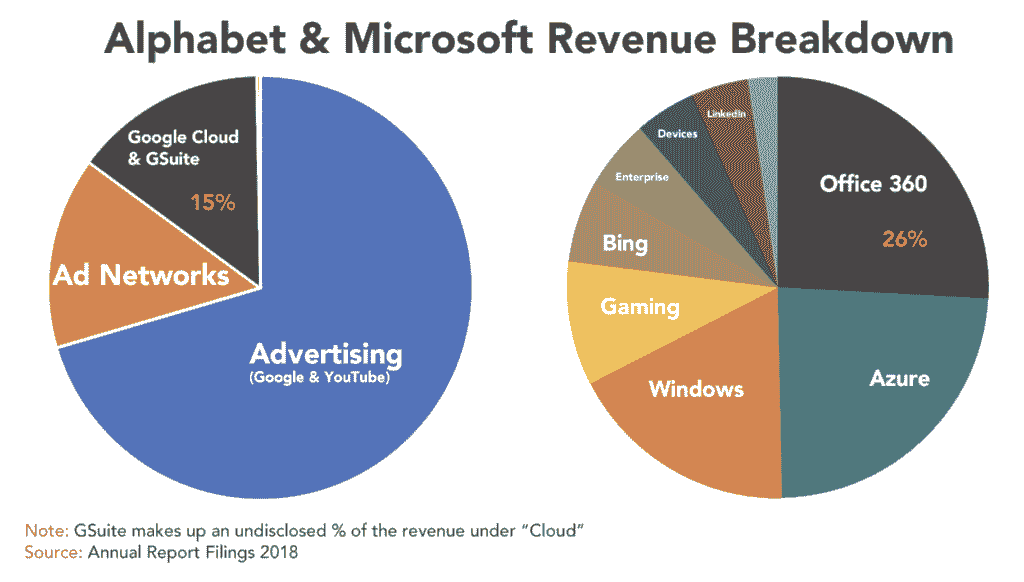 Alphabet & Microsoft Revenue Breakdown
Google Cloud
& GSuite
15%
Ad Networks
Advertising
(Google & YouTube)
LinkedIn
Devices
Enterprise
Bing
Gaming
Windows
Office 360
26%
Azure
Note: GSuite makes up an undisclosed % of the revenue under “Cloud”
Source: Annual Report Filings 2018